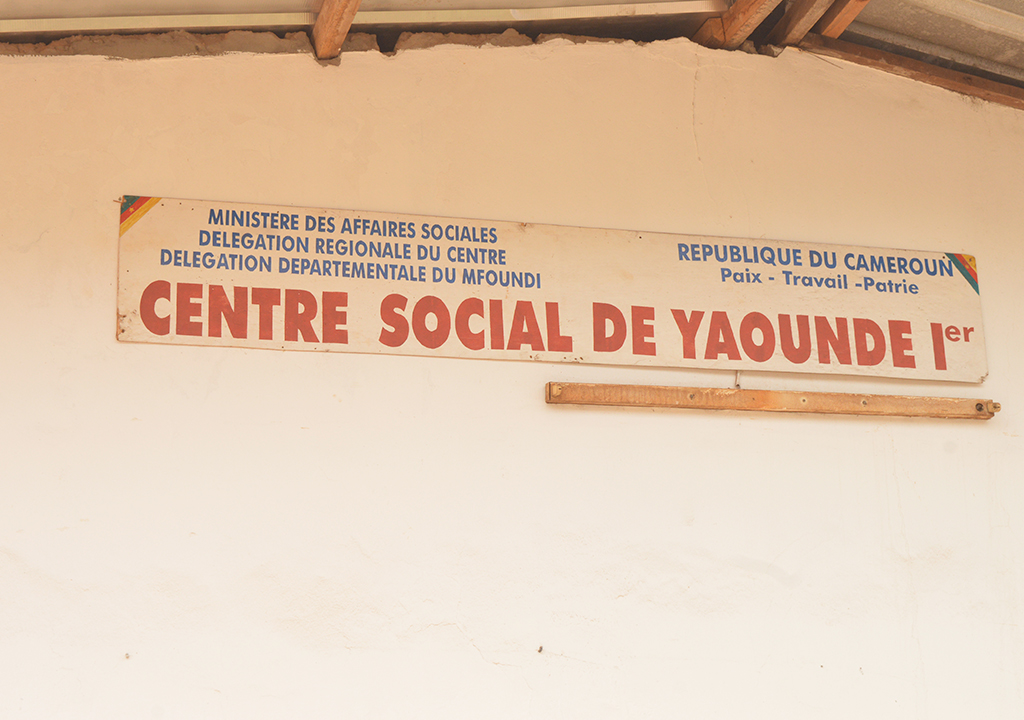 MINISTERE DES AFFAIRES SOCIALES
DELEGATION REGIONALE DU CENTRE
DELEGATION DEPARTEMENTALE DU MFOUNDI
REPUBLIQUE DU CAMEROUN
Paix - Travail -Patrie
CENTRE SOCIAL DE YAOUNDE Ier